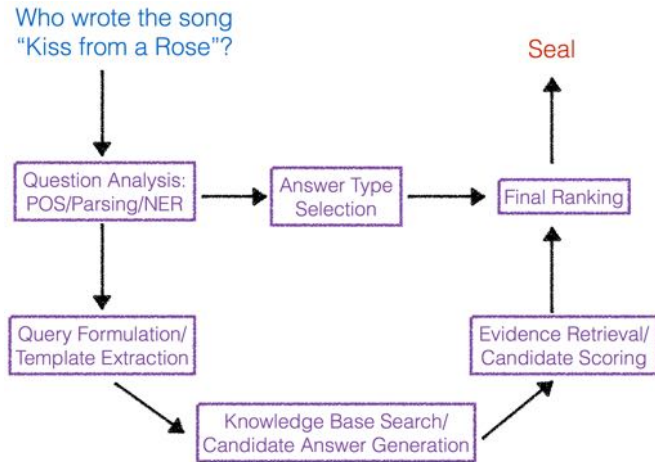 Who wrote the song
“Kiss from a Rose”?
Seal
Question Analysis:
POS/Parsing/NER
Answer Type
Selection
Final Ranking
Query Formulation/
Template Extraction
Evidence Retrieval/
Candidate Scoring
Knowledge Base Search/
Candidate Answer Generation